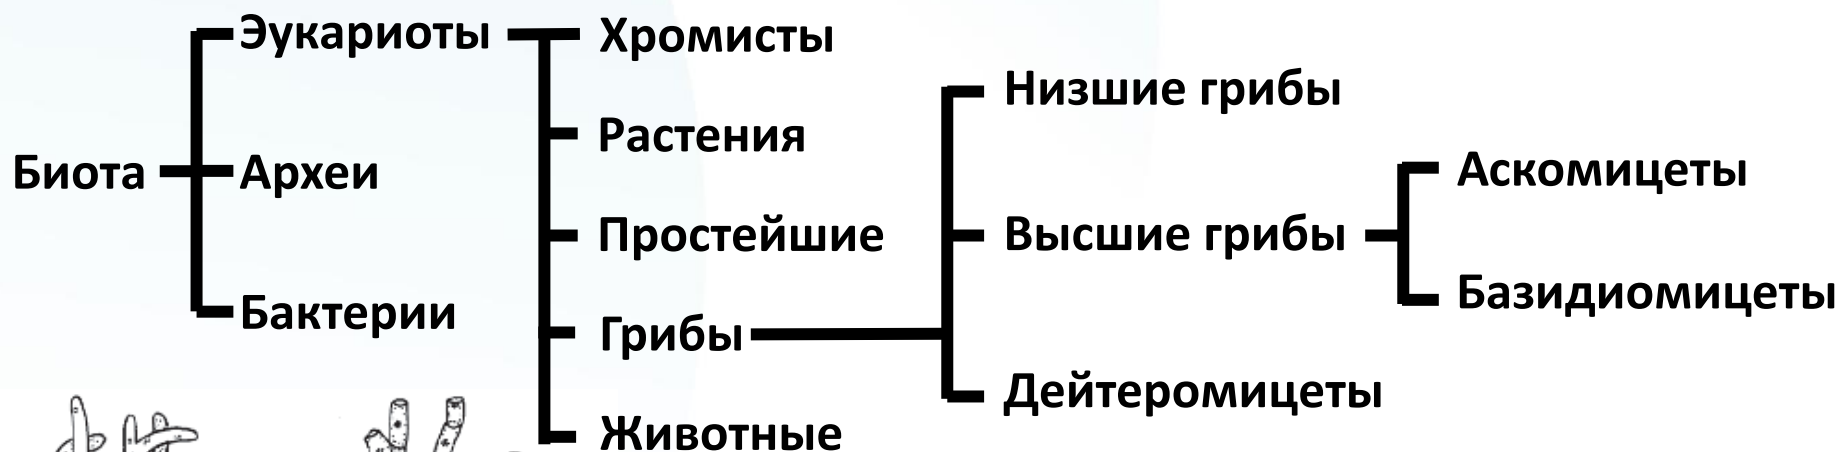 Биота
Эукариоты
Археи
Бактерии
Хромисты
Растения
Простейшие
Грибы
Животные
Низшие грибы
Высшие грибы
Дейтеромицеты
Аскомицеты
Базидиомицеты